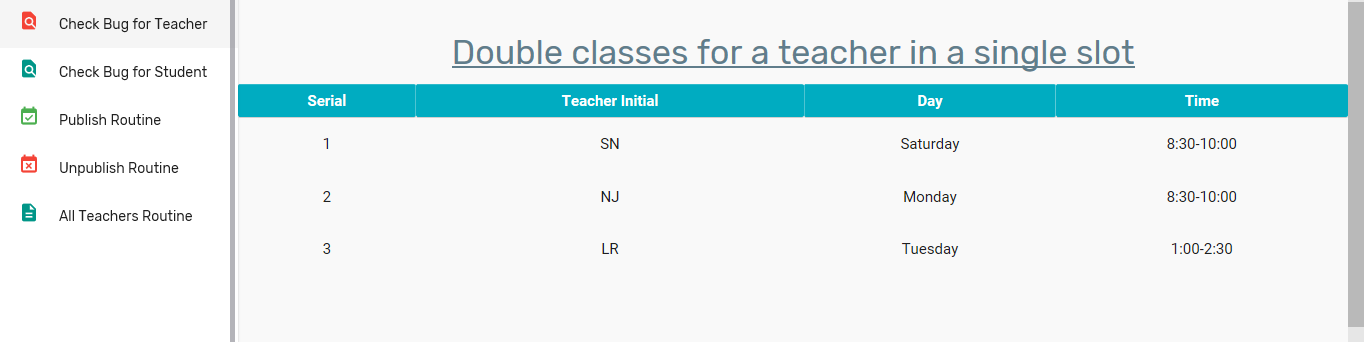 Check Bug for Teacher
Check Bug for Student
Publish Routine
Unpublish Routine
All Teachers Routine
Double classes for a teacher in a single slot
Serial Teacher Initial Day Time
1 SN Saturday 8:30-10:00
2 NJ Monday 8:30-10:00
3 LR Tuesday 1:00-2:30